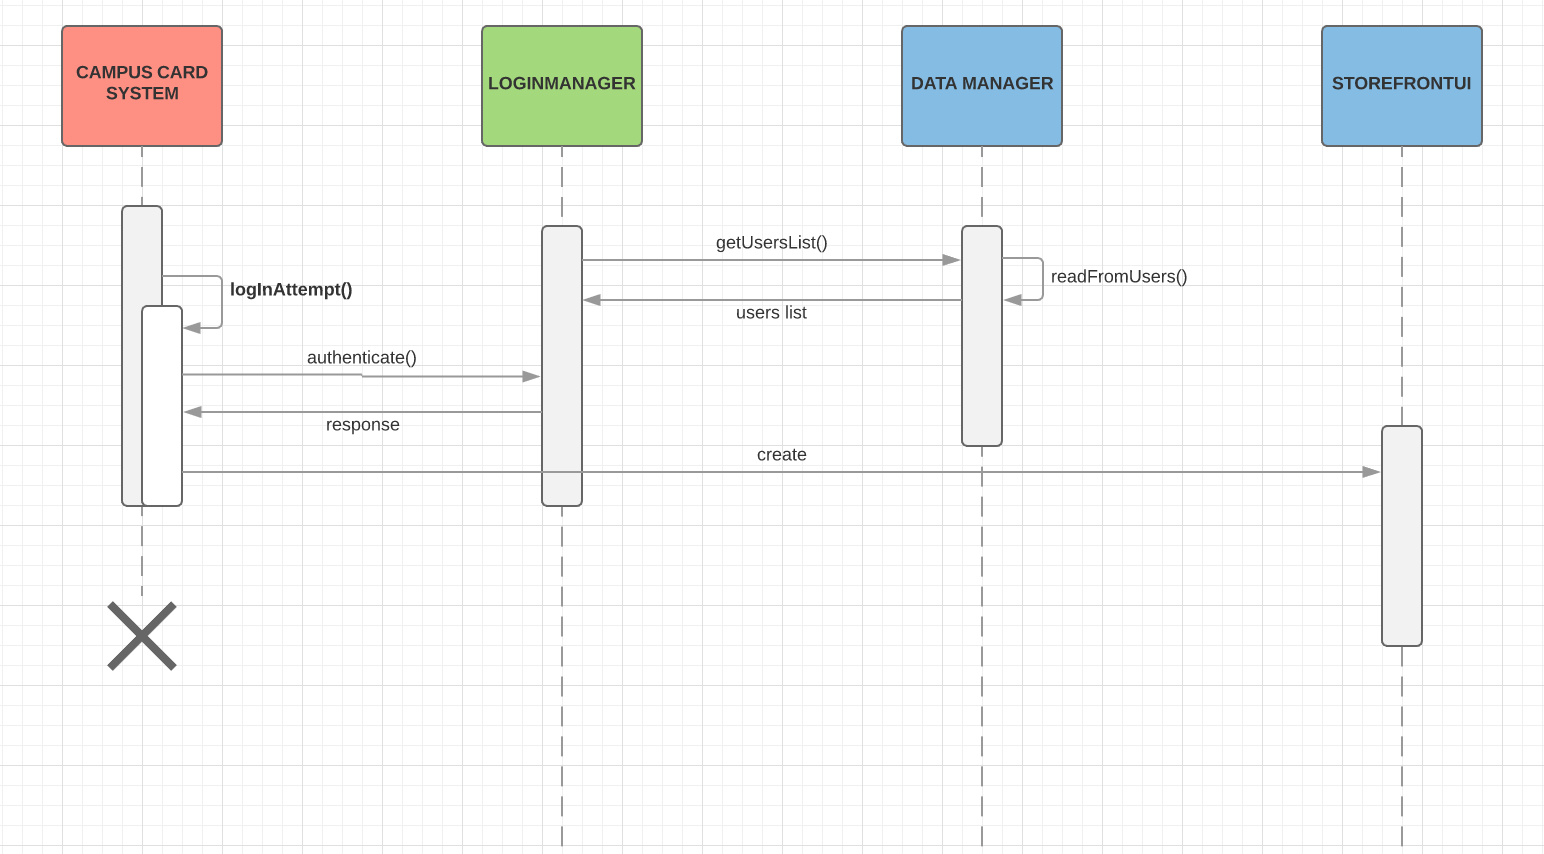 CAMPUS CARD
SYSTEM
LOGINMANAGER
DATA MANAGER
STOREFRONTUI
getUsersList()
readFromUsers()
logInAttempt()
users list
authenticate()
response
create